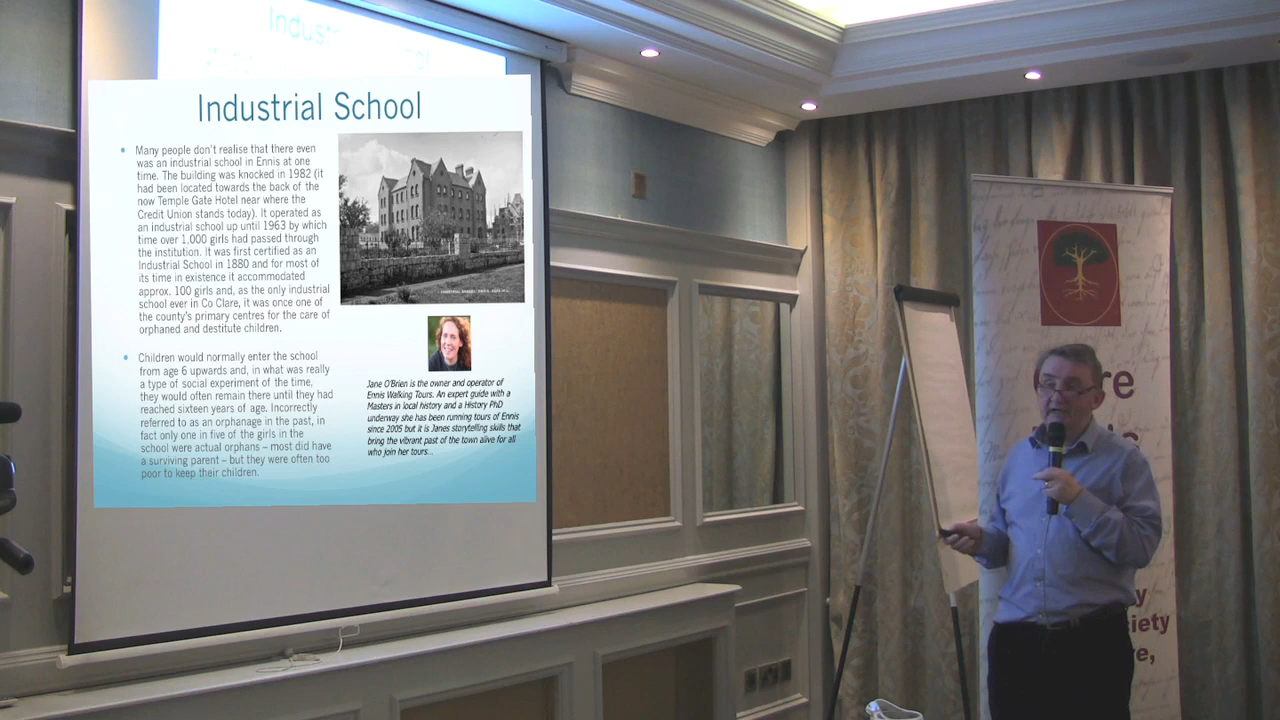 Industrial School
• Many people don't realise that there even
was an industrial school in Ennis at one
time. The building was knocked in 1982 (it
had been located towards the back of the
now Temple Gate Hotel near where the
Credit Union stands today). It operated as
an industrial school up until 1963 by which
time over 1,000 girls had passed through
the institution. It was first certified as an
Industrial School in 1880 and for most of
its time in existence it accommodated
approx. 100 girls and, as the only industrial
school ever in Co Clare, it was once one of
the county's primary centres for the care of
orphaned and destitute children.
• Children would normally enter the school
from age 6 upwards and, in what was really
a type of social experiment of the time,
they would often remain there until they had
reached sixteen years of age. Incorrectly
referred to as an orphanage in the past, in
fact only one in five of the girls in the
school were actual orphans – most did have
a surviving parent – but they were often too
poor to keep their children.
Jane O'Brien is the owner and operator of
Ennis Walking Tours. An expert guide with a
Masters in local history and a History PhD
underway she has been running tours of Ennis
since 2005 but it is Janes storytelling skills that
bring the vibrant past of the town alive for all
who join her tours...